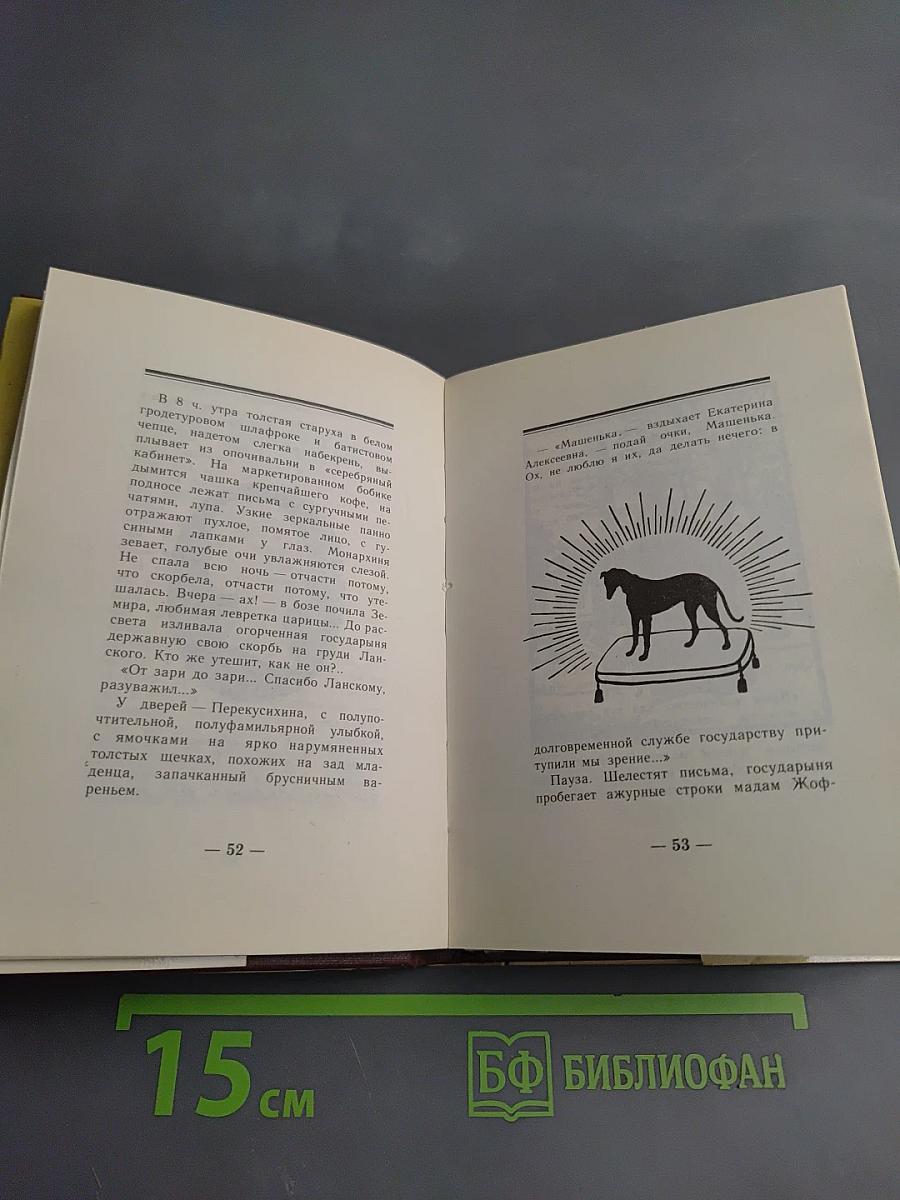 В 8 ч. утра толстая старуха в белом
гродетуровом шлафроке и батистовом
чепце, надетом слегка набекрень, вы-
плывает из опочивальни в «серебряный
кабинет». На маркетированном бобике
дымится чашка крепчайшего кофе, на
подносе лежат письма с сургучными пе-
чатями, лупа. Узкие зеркальные панно
отражают пухлое, помятое лицо, с гу-
сиными лапками у глаз. Монархиня
зевает, голубые очи увлажняются слезой.
Не спала всю ночь — отчасти потому,
что скорбела, отчасти потому, что уте-
шалась. Вчера — ах! — в бозе почила Зе-
мира, любимая левретка царицы... До рас-
света изливала огорченная государыня
державную свою скорбь на груди Лан-
ского. Кто же утешит, как не он?..
«От зари до зари... Спасибо Ланскому,
разуважил...»
У дверей — Перекусихина, с полупо-
чтительной, полуфамильярной улыбкой,
с ямочками на ярко нарумяненных
толстых щечках, похожих на зад мла-
денца, запачканный брусничным ва-
реньем.
— 52 —
— «Машенька, — вздыхает Екатерина
Алексеевна, — подай очки, Машенька.
Ох, не люблю я их, да делать нечего: в
долговременной службе государству при-
тупили мы зрение...»
Пауза. Шелестят письма, государыня
пробегает ажурные строки мадам Жоф-
— 53 —
15 см
БФ БИБЛИОФАН